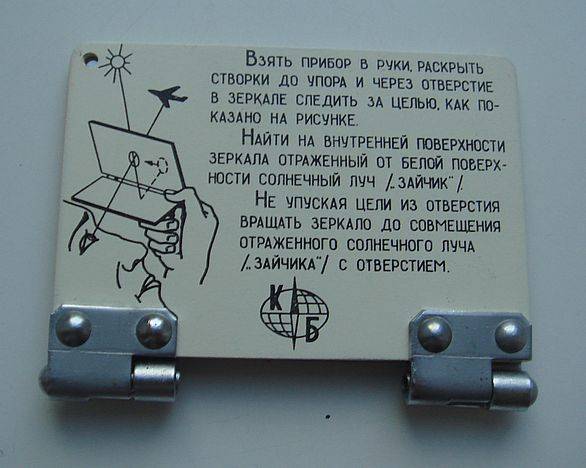 Взять прибор в руки, раскрыть
створки до упора и через отверстие
в зеркале следить за целью, как по-
казано на рисунке.
Найти на внутренней поверхности
зеркала отраженный от белой поверх-
ности солнечный луч /„зайчик"/.
Не упуская цели из отверстия
вращать зеркало до совмещения
отраженного солнечного луча
/„зайчика"/ с отверстием.
К
Б